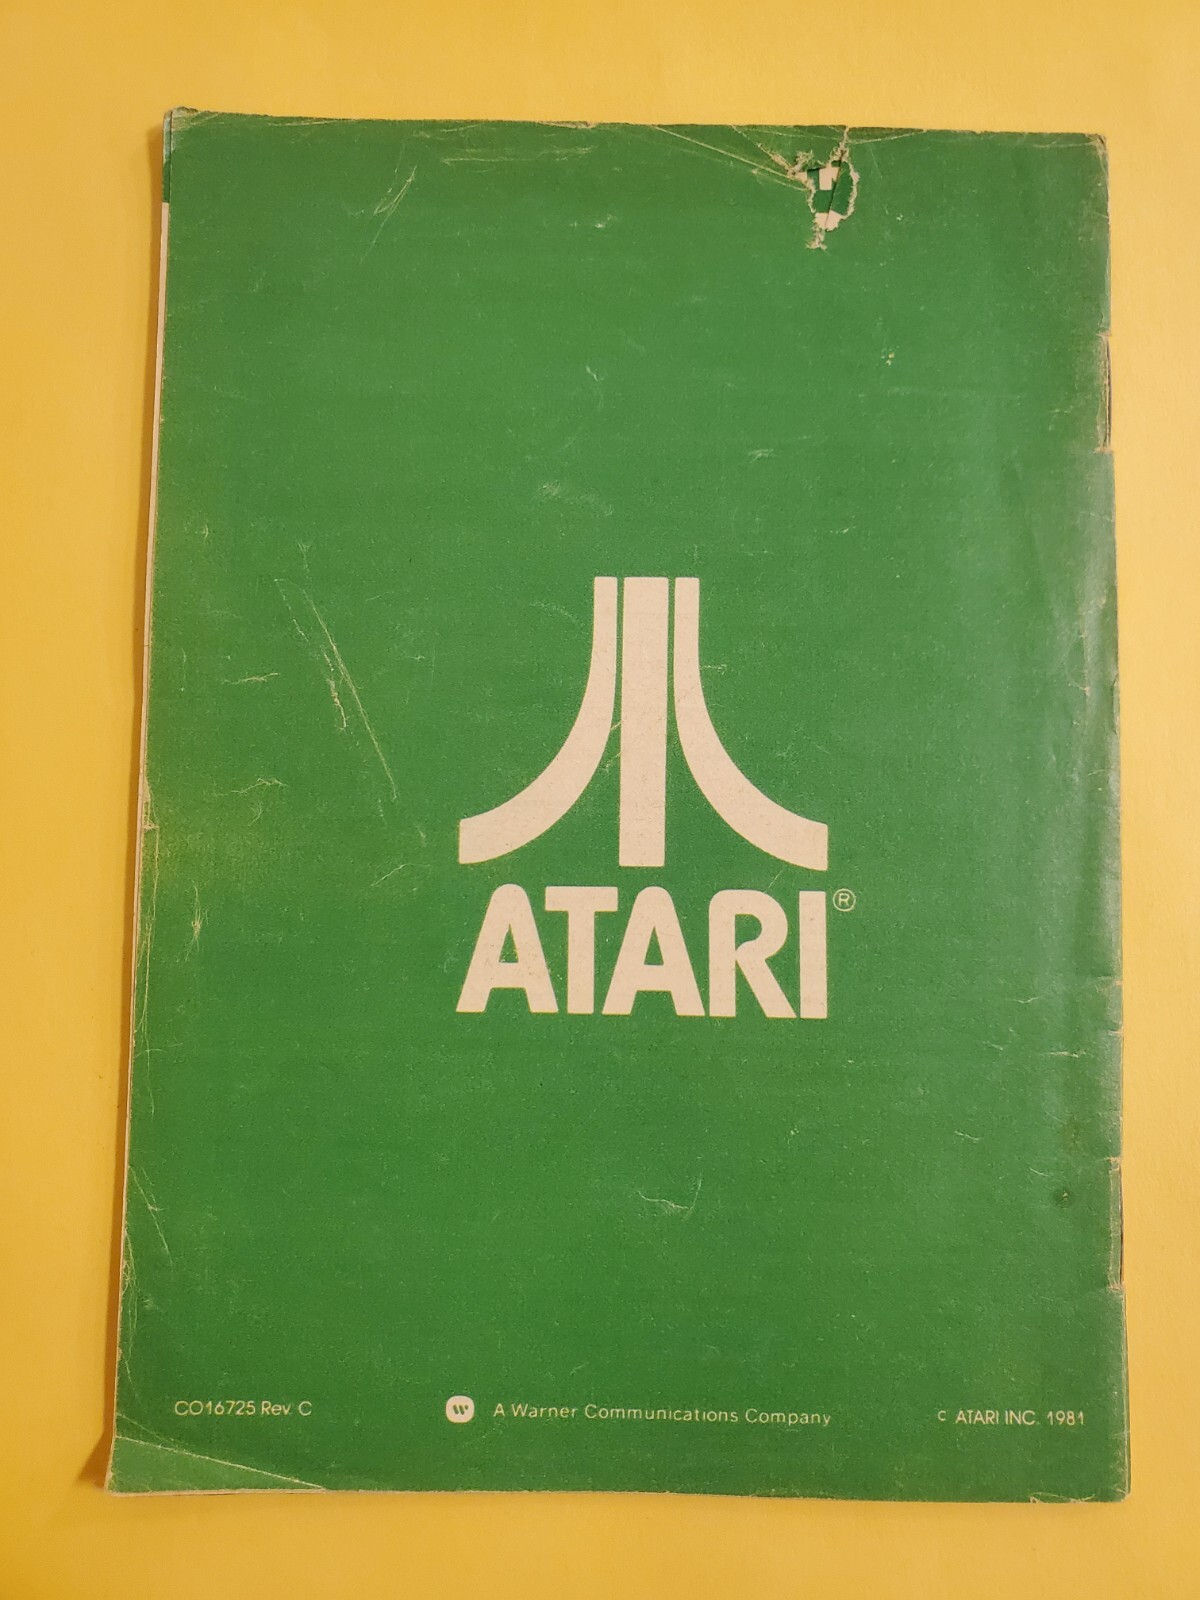 ATARI®
CO16725 Rev. C
A Warner Communications Company
c ATARI INC. 1981